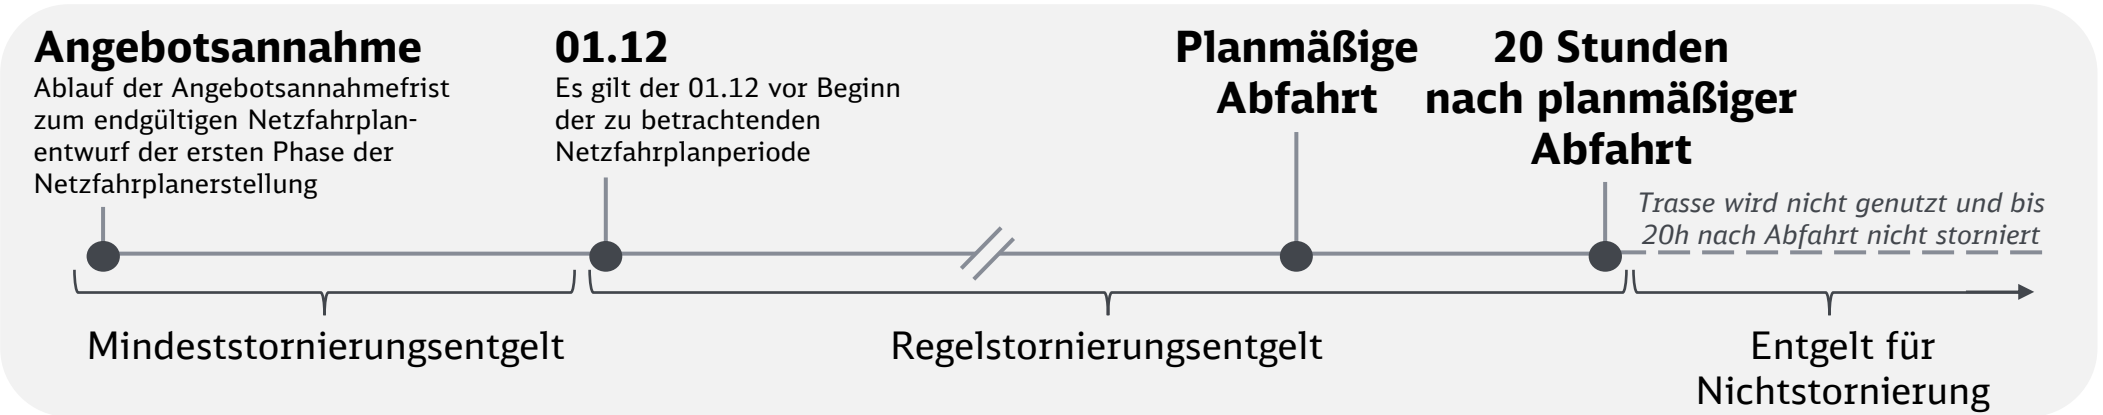 Angebotsannahme
Ablauf der Angebotsannahmefrist
zum endgültigen Netzfahrplan-
entwurf der ersten Phase der
Netzfahrplanerstellung
01.12
Es gilt der 01.12 vor Beginn
der zu betrachtenden
Netzfahrplanperiode
Planmäßige
Abfahrt
20 Stunden
nach planmäßiger
Abfahrt
Trasse wird nicht genutzt und bis
20h nach Abfahrt nicht storniert
Mindeststornierungsentgelt
Regelstornierungsentgelt
Entgelt für
Nichtstornierung